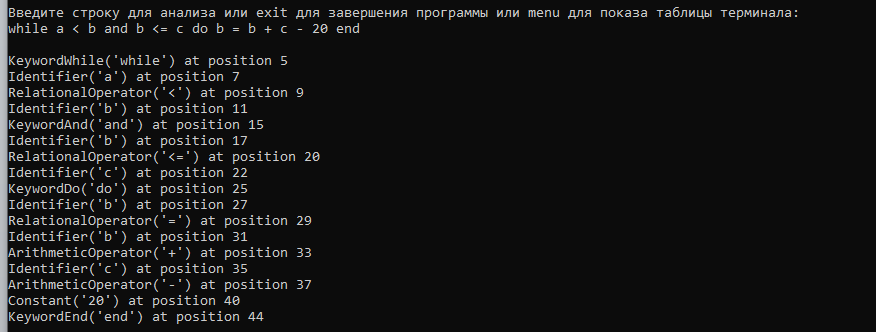 Введите строку для анализа или exit для завершения программы или menu для показа таблицы терминала:
while a < b and b <= c do b = b + c - 20 end
KeywordWhile('while') at position 5
Identifier('a') at position 7
RelationalOperator('<') at position 9
Identifier('b') at position 11
KeywordAnd('and') at position 15
Identifier('b') at position 17
RelationalOperator('<=') at position 20
Identifier('c') at position 22
KeywordDo('do') at position 25
Identifier('b') at position 27
RelationalOperator('=') at position 29
Identifier('b') at position 31
ArithmeticOperator('+') at position 33
Identifier('c') at position 35
ArithmeticOperator('-') at position 37
Constant('20') at position 40
KeywordEnd('end') at position 44